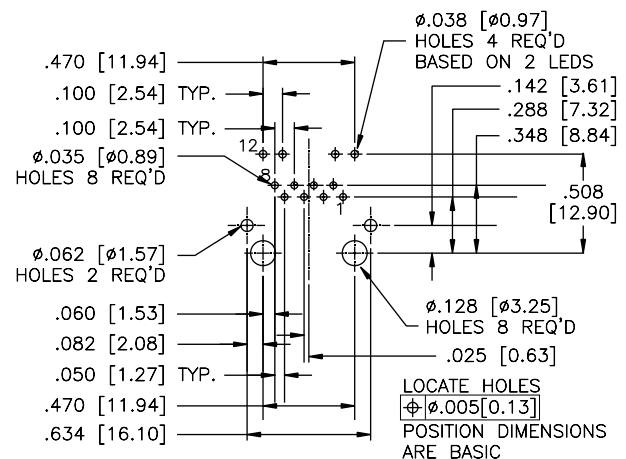 ø.038 [ø0.97]
HOLES 4 REQ'D
BASED ON 2 LEDS
.470 [11.94]
.142 [3.61]
.100 [2.54] TYP.
.288 [7.32]
.100 [2.54] TYP.
.348 [8.84]
12
ø.035 [ø0.89]
HOLES 8 REQ'D
8
.508
[12.90]
1
ø.062 [ø1.57]
HOLES 2 REQ'D
ø.128 [ø3.25]
HOLES 8 REQ'D
.060 [1.53]
.082 [2.08]
.025 [0.63]
.050 [1.27] TYP.
LOCATE HOLES
⌖ ø.005[0.13]
.470 [11.94]
POSITION DIMENSIONS
.634 [16.10]
ARE BASIC